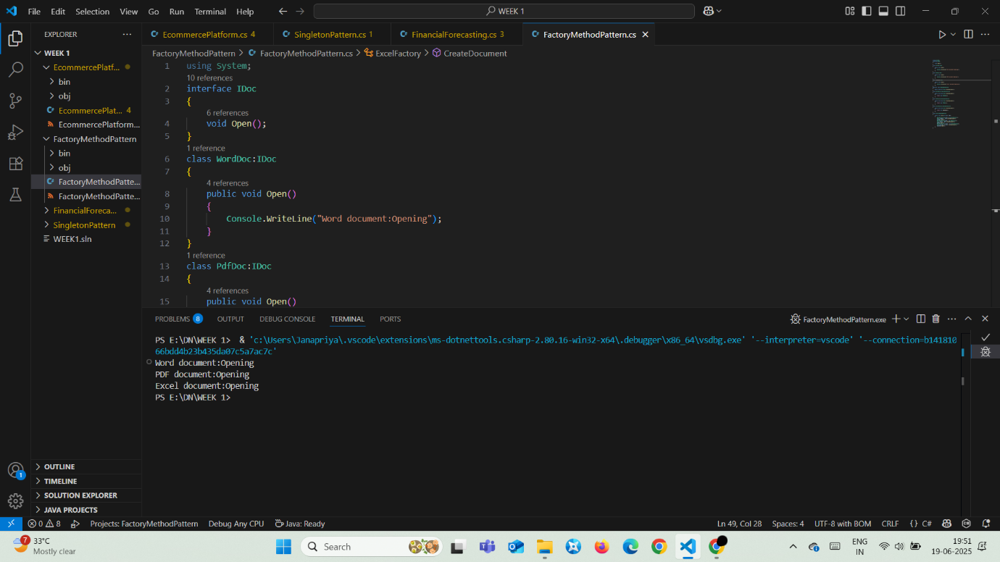 File Edit Selection View Go Run Terminal Help
WEEK 1
EXPLORER
EcommercePlatform.cs 4
SingletonPattern.cs 1
FinancialForecasting.cs 3
FactoryMethodPattern.cs
FactoryMethodPattern > FactoryMethodPattern.cs > ExcelFactory > CreateDocument
WEEK 1
EcommercePlatf...
bin
obj
EcommercePlat... 4
EcommercePlatform...
FactoryMethodPattern
bin
obj
FactoryMethodPatte...
FactoryMethodPatte...
FinancialForeca...
SingletonPattern
WEEK1.sln
1 using System;
10 references
2 interface IDoc
3 {
6 references
4 void Open();
5 }
1 reference
6 class WordDoc:IDoc
7 {
4 references
8 public void Open()
9 {
10 Console.WriteLine("Word document:Opening");
11 }
12 }
1 reference
13 class PdfDoc:IDoc
14 {
4 references
15 public void Open()
PROBLEMS 8 OUTPUT DEBUG CONSOLE TERMINAL PORTS
FactoryMethodPattern.exe
PS E:\DN\WEEK 1> & 'c:\Users\Janapriya\.vscode\extensions\ms-dotnettools.csharp-2.80.16-win32-x64\.debugger\x86_64\vsdbg.exe' '--interpreter=vscode' '--connection=b141810
66bdd4b23b435da07c5a7ac7c'
Word document:Opening
PDF document:Opening
Excel document:Opening
PS E:\DN\WEEK 1>
OUTLINE
TIMELINE
SOLUTION EXPLORER
JAVA PROJECTS
1
0 8 Projects: FactoryMethodPattern Debug Any CPU Java: Ready
Ln 49, Col 28 Spaces: 4 UTF-8 with BOM CRLF {} C#
7
33°C
Mostly clear
Search
ENG
IN
19:51
19-06-2025